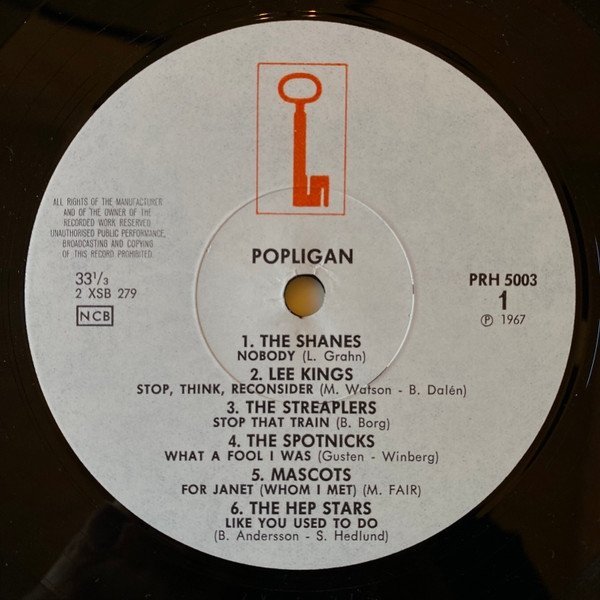 ALL RIGHTS OF THE MANUFACTURER
AND OF THE OWNER OF THE
RECORDED WORK RESERVED
UNAUTHORISED PUBLIC PERFORMANCE,
BROADCASTING AND COPYING
OF THIS RECORD PROHIBITED
POPLIGAN
33 1/3
2 XSB 279
NCB
PRH 5003
1
Ⓟ 1967
1. THE SHANES
NOBODY (L. Grahn)
2. LEE KINGS
STOP, THINK, RECONSIDER (M. Watson - B. Dalén)
3. THE STREAPLERS
STOP THAT TRAIN (B. Borg)
4. THE SPOTNICKS
WHAT A FOOL I WAS (Gusten - Winberg)
5. MASCOTS
FOR JANET (WHOM I MET) (M. FAIR)
6. THE HEP STARS
LIKE YOU USED TO DO
(B. Andersson - S. Hedlund)